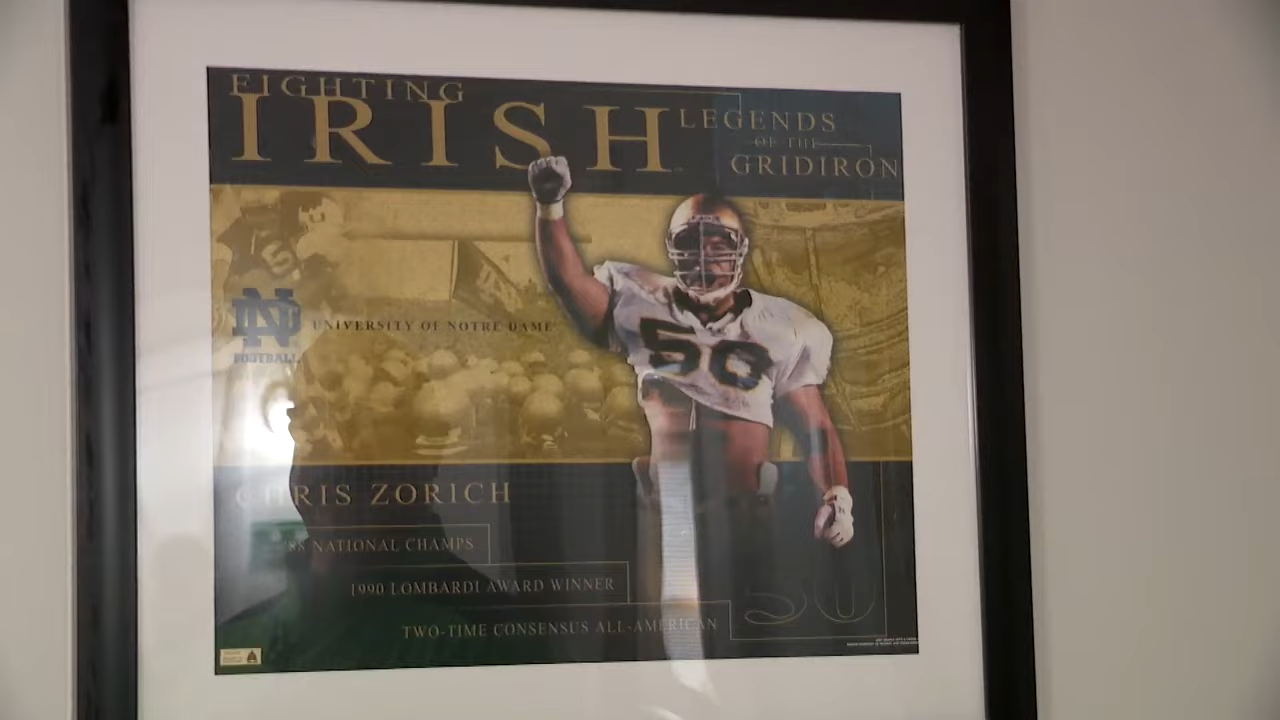 FIGHTING
IRISH
LEGENDS
OF THE
GRIDIRON
ND
FOOTBALL
UNIVERSITY OF NOTRE DAME
50
CHRIS ZORICH
'88 NATIONAL CHAMPS
1990 LOMBARDI AWARD WINNER
TWO-TIME CONSENSUS ALL-AMERICAN
50